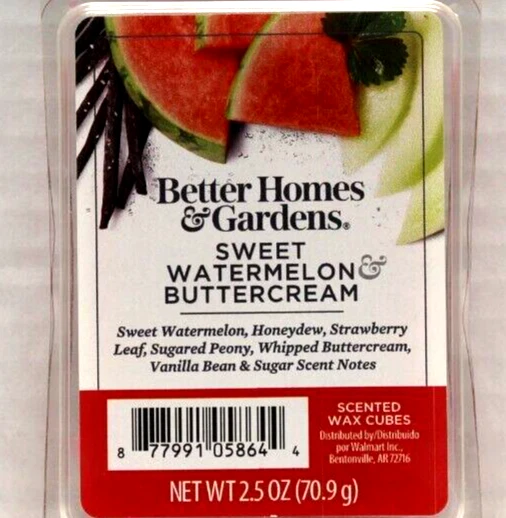 Better Homes
& Gardens®
SWEET
WATERMELON &
BUTTERCREAM
Sweet Watermelon, Honeydew, Strawberry
Leaf, Sugared Peony, Whipped Buttercream,
Vanilla Bean & Sugar Scent Notes
8 77991 05864 4
SCENTED
WAX CUBES
Distributed by/Distribuido
por Walmart Inc.,
Bentonville, AR 72716
NET WT 2.5 OZ (70.9 g)